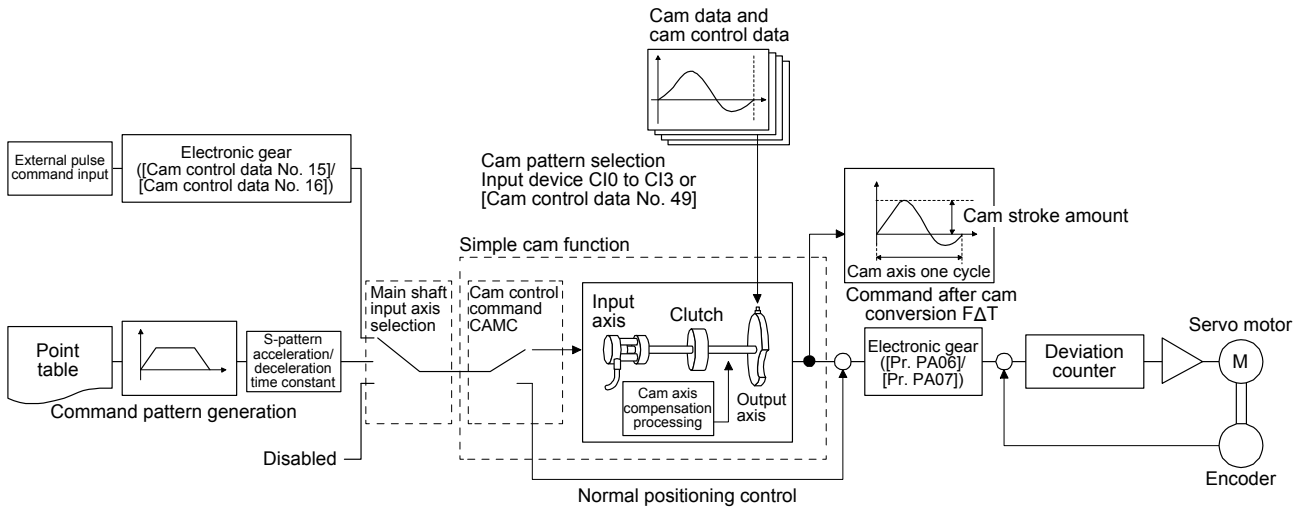 Cam data and
cam control data
External pulse
command input
Electronic gear
([Cam control data No. 15]/
[Cam control data No. 16])
Cam pattern selection
Input device CI0 to CI3 or
[Cam control data No. 49]
Cam stroke amount
Cam axis one cycle
Command after cam
conversion FΔT
Simple cam function
Main shaft
input axis
selection
Cam control
command
CAMC
Input
axis
Clutch
Cam axis
compensation
processing
Output
axis
Point
table
S-pattern
acceleration/
deceleration
time constant
Command pattern generation
Disabled
Normal positioning control
Electronic gear
([Pr. PA06]/
[Pr. PA07])
Deviation
counter
Servo motor
M
Encoder